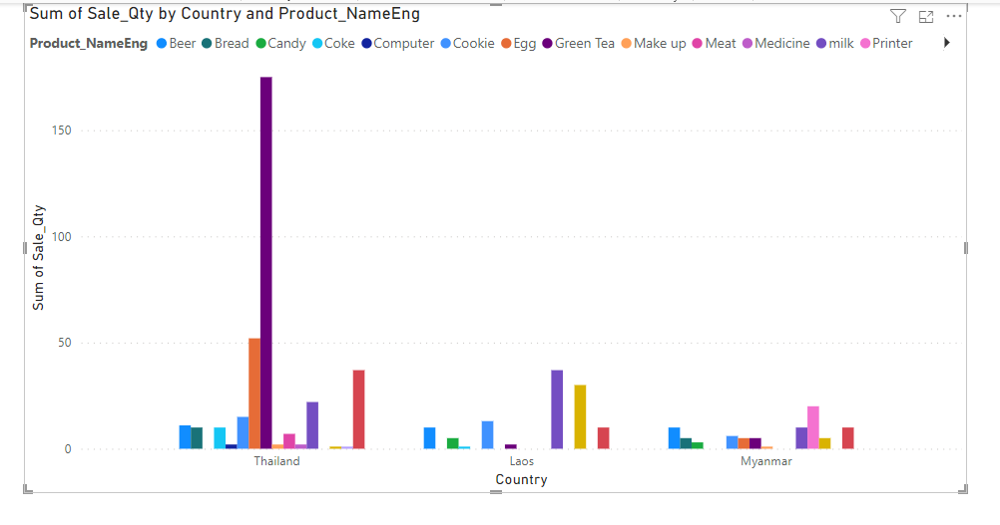 Sum of Sale_Qty by Country and Product_NameEng
Product_NameEng Beer Bread Candy Coke Computer Cookie Egg Green Tea Make up Meat Medicine milk Printer
150
100
50
0
Sum of Sale_Qty
Thailand Laos Myanmar
Country